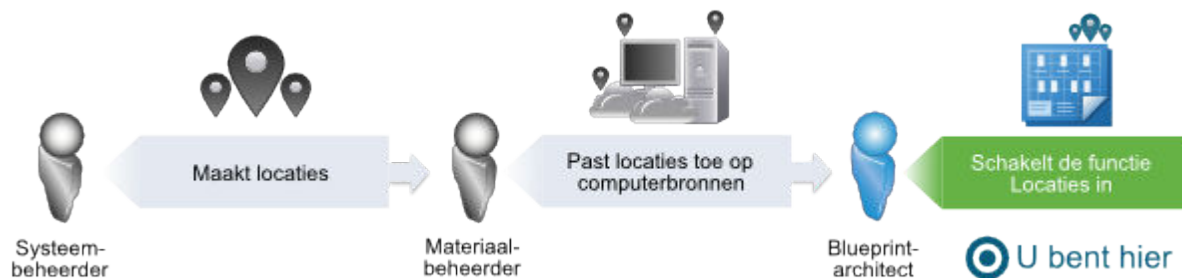 Maakt locaties
Past locaties toe op
computerbronnen
Schakelt de functie
Locaties in
Systeem-
beheerder
Materiaal-
beheerder
Blueprint-
architect
U bent hier